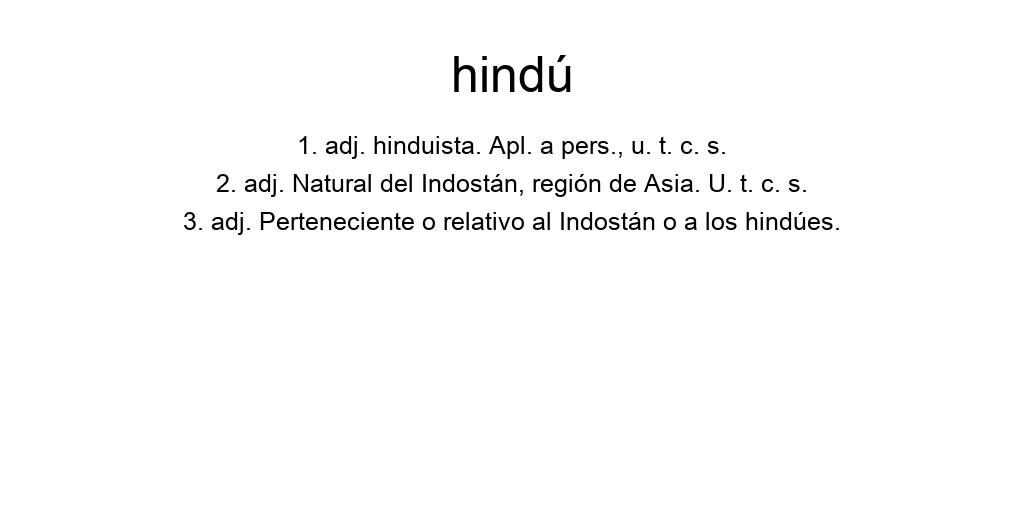 hindú
1. adj. hinduista. Apl. a pers., u. t. c. s.
2. adj. Natural del Indostán, región de Asia. U. t. c. s.
3. adj. Perteneciente o relativo al Indostán o a los hindúes.